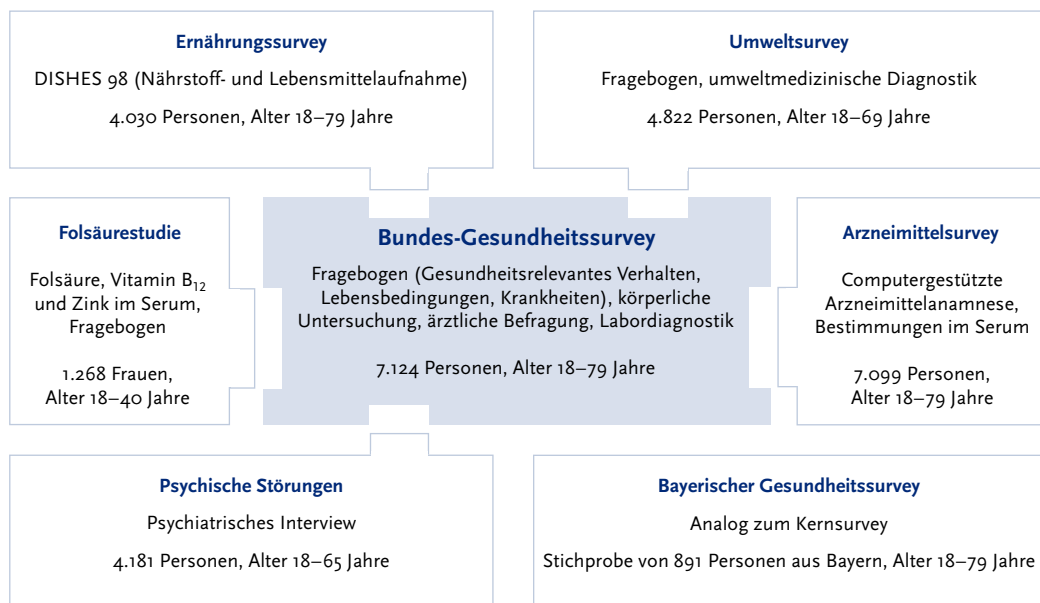 Ernährungssurvey
DISHES 98 (Nährstoff- und Lebensmittelaufnahme)
4.030 Personen, Alter 18–79 Jahre
Umweltsurvey
Fragebogen, umweltmedizinische Diagnostik
4.822 Personen, Alter 18–69 Jahre
Folsäurestudie
Folsäure, Vitamin B12
und Zink im Serum,
Fragebogen
1.268 Frauen,
Alter 18–40 Jahre
Bundes-Gesundheitssurvey
Fragebogen (Gesundheitsrelevantes Verhalten,
Lebensbedingungen, Krankheiten), körperliche
Untersuchung, ärztliche Befragung, Labordiagnostik
7.124 Personen, Alter 18–79 Jahre
Arzneimittelsurvey
Computergestützte
Arzneimittelanamnese,
Bestimmungen im Serum
7.099 Personen,
Alter 18–79 Jahre
Psychische Störungen
Psychiatrisches Interview
4.181 Personen, Alter 18–65 Jahre
Bayerischer Gesundheitssurvey
Analog zum Kernsurvey
Stichprobe von 891 Personen aus Bayern, Alter 18–79 Jahre